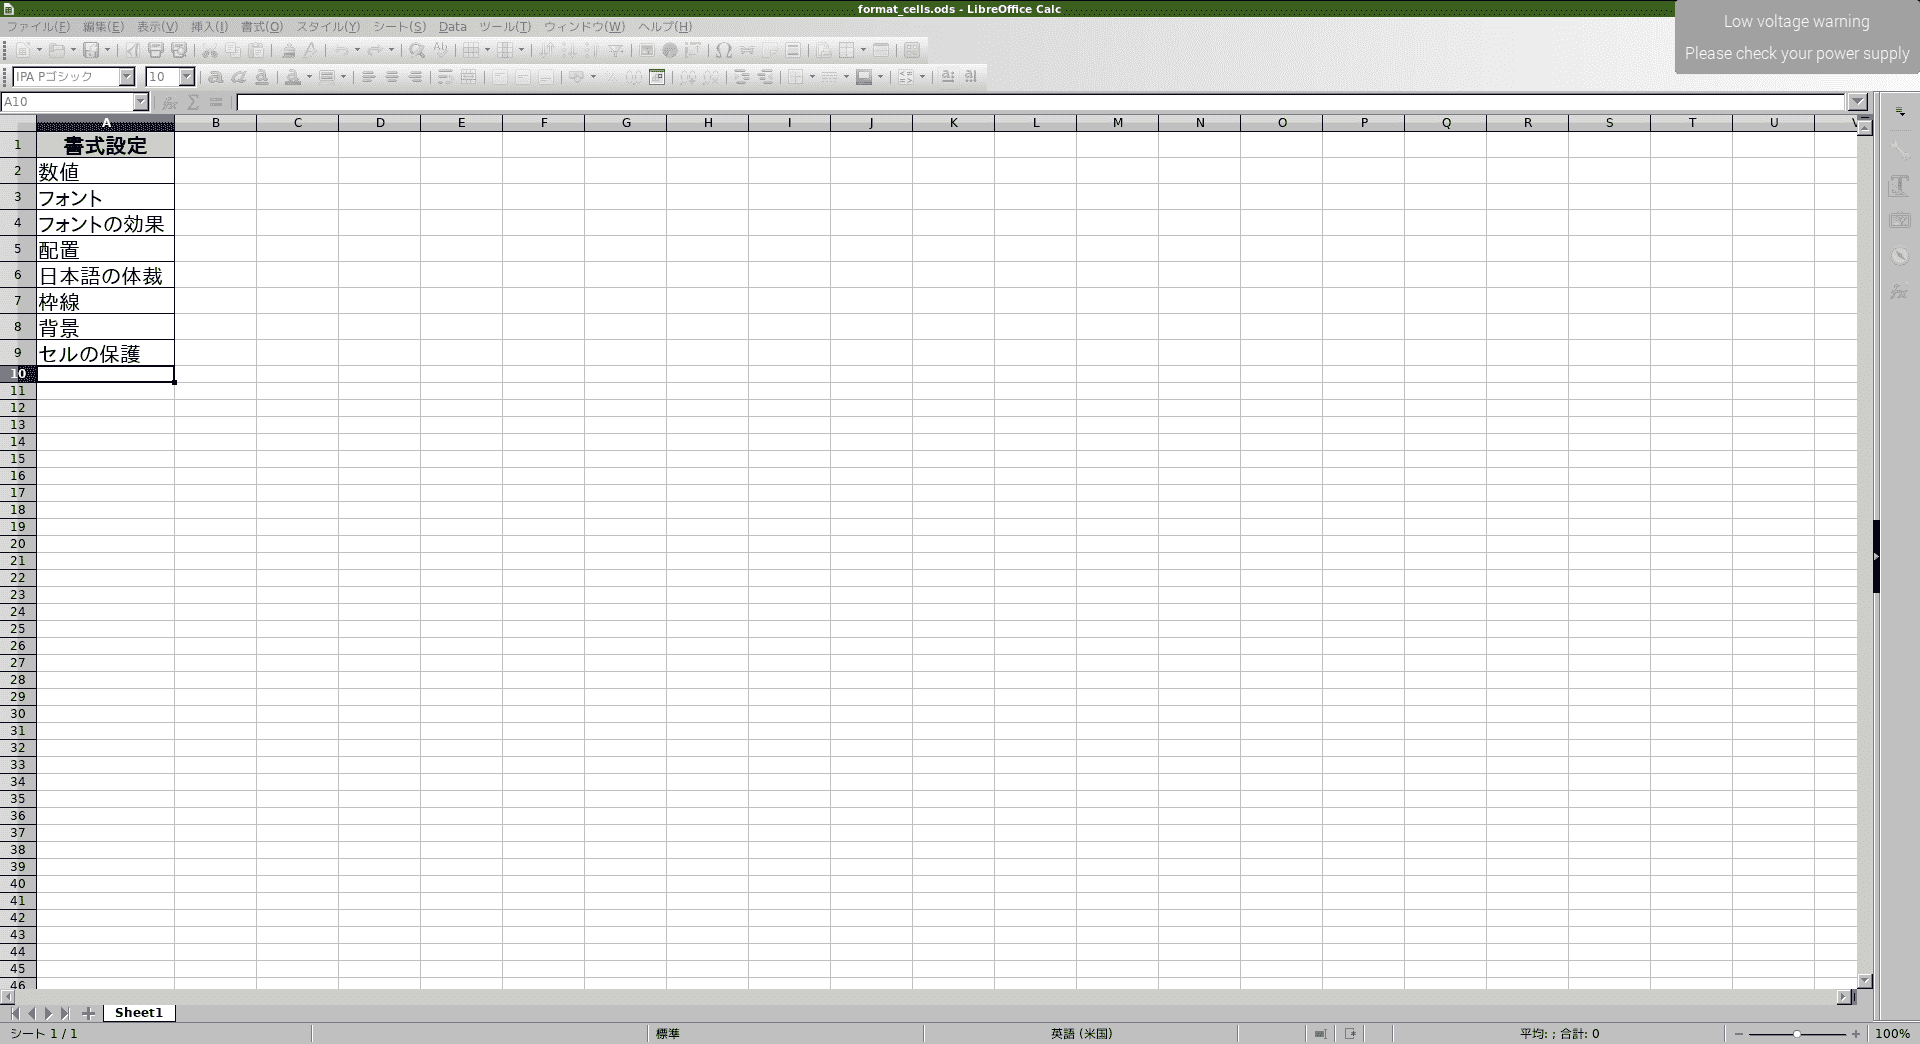 format_cells.ods - LibreOffice Calc
Low voltage warning
Please check your power supply
ファイル(F) 編集(E) 表示(V) 挿入(I) 書式(O) スタイル(Y) シート(S) Data ツール(T) ウィンドウ(W) ヘルプ(H)
IPA Pゴシック 10
A10
A B C D E F G H I J K L M N O P Q R S T U V
1 書式設定
2 数値
3 フォント
4 フォントの効果
5 配置
6 日本語の体裁
7 枠線
8 背景
9 セルの保護
10
11
12
13
14
15
16
17
18
19
20
21
22
23
24
25
26
27
28
29
30
31
32
33
34
35
36
37
38
39
40
41
42
43
44
45
46
Sheet1
シート 1 / 1 標準 英語 (米国) 平均: ; 合計: 0 100%